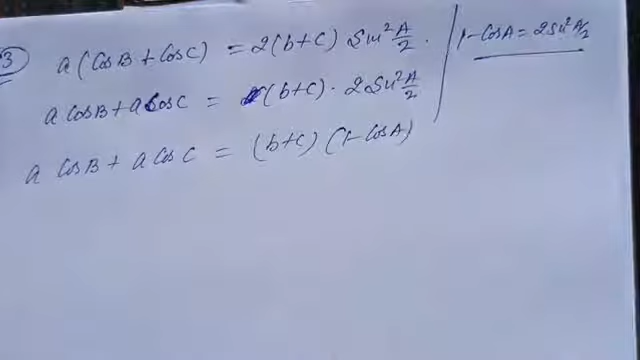 3 a (CosB + CosC) = 2(b+c) Sin²A/2 .
1-CosA = 2Sin²A/2
a CosB + a CosC = (b+c) · 2Sin²A/2
a CosB + a CosC = (b+c) (1-CosA)